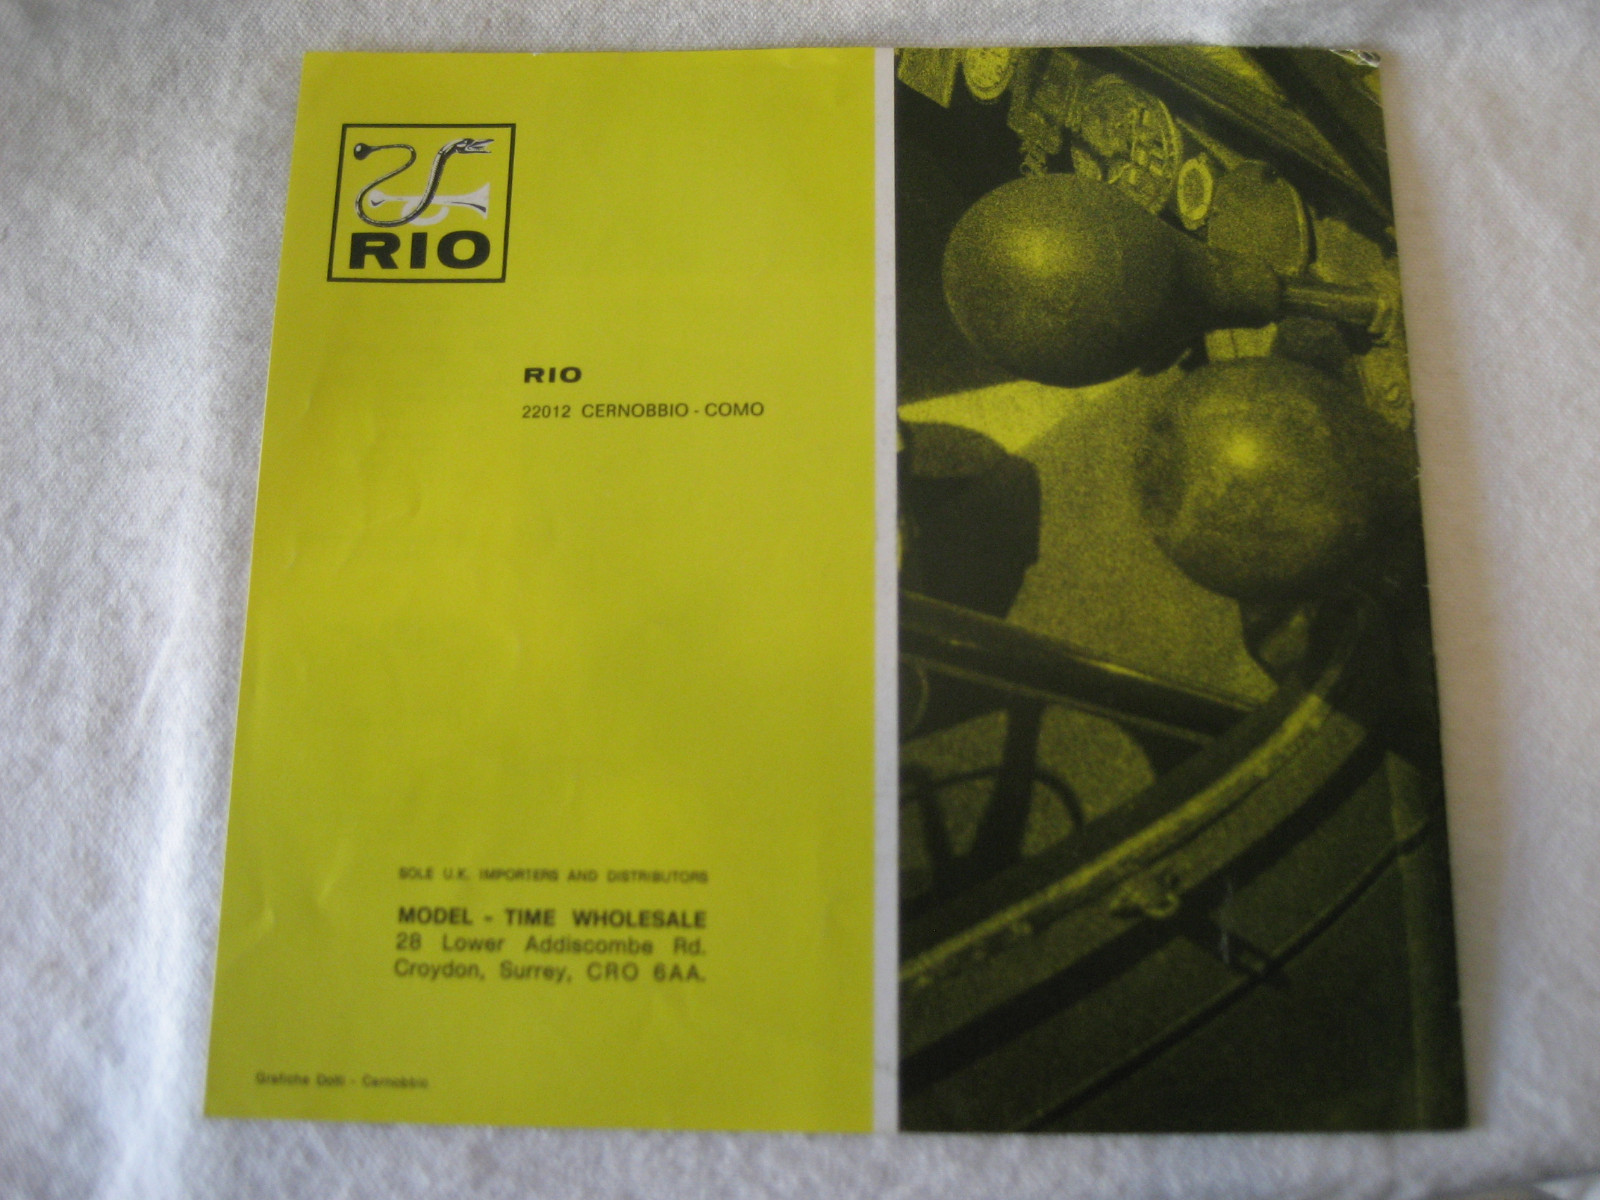 RIO
RIO
22012 CERNOBBIO - COMO
SOLE U.K. IMPORTERS AND DISTRIBUTORS
MODEL - TIME WHOLESALE
28 Lower Addiscombe Rd.
Croydon, Surrey, CRO 6AA.
Grafiche Dotti - Cernobbio